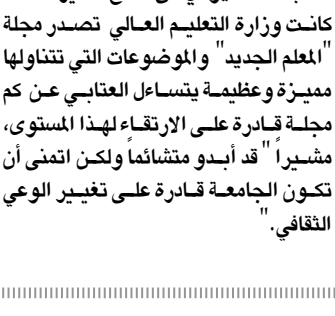 كانت وزارة التعليم العالي تصدر مجلة
"المعلم الجديد" والموضوعات التي تتناولها
مميزة وعظيمة يتساءل العتابي عن كم
مجلة قادرة على الارتقاء لهذا المستوى،
مشيراً " قد أبدو متشائماً ولكن اتمنى أن
تكون الجامعة قادرة على تغيير الوعي
الثقافي."